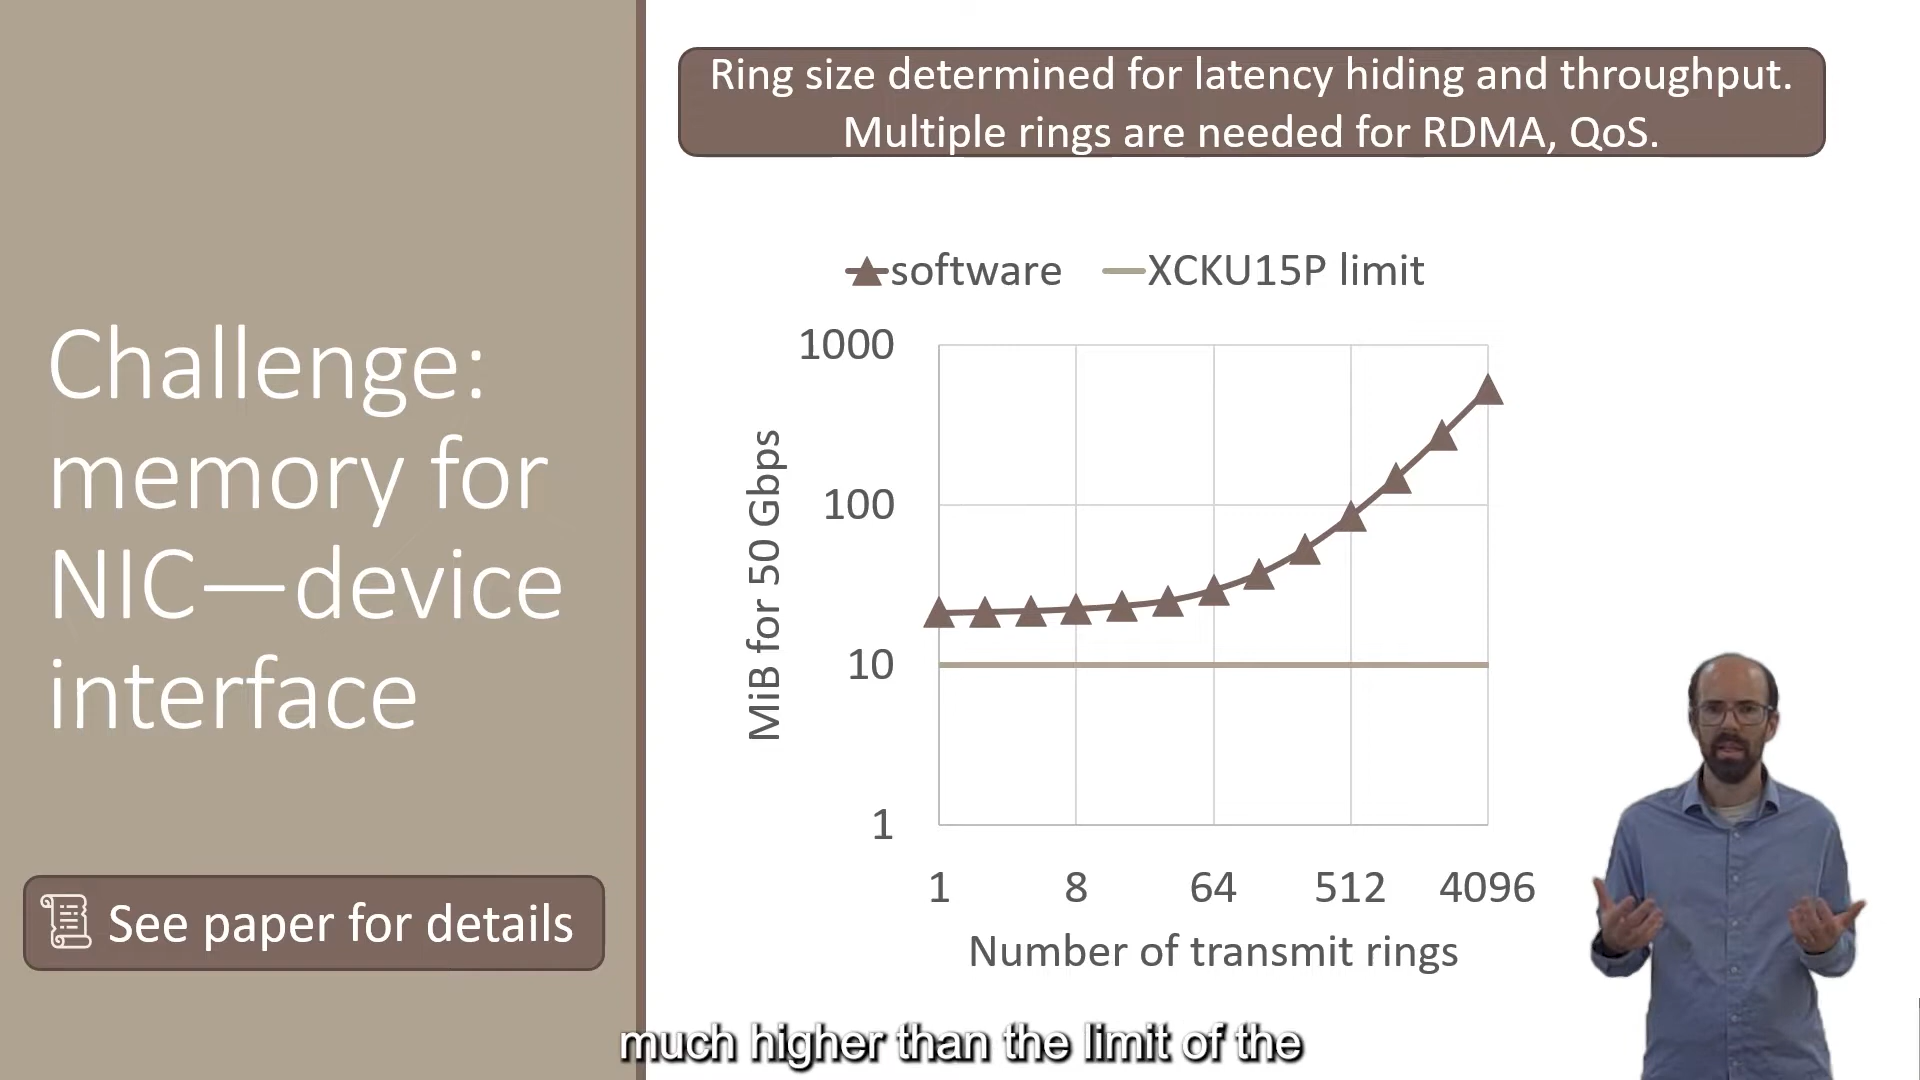 Challenge:
memory for
NIC—device
interface
See paper for details
Ring size determined for latency hiding and throughput.
Multiple rings are needed for RDMA, QoS.
software
XCKU15P limit
1000
100
10
1
MiB for 50 Gbps
1 8 64 512 4096
Number of transmit rings
much higher than the limit of the